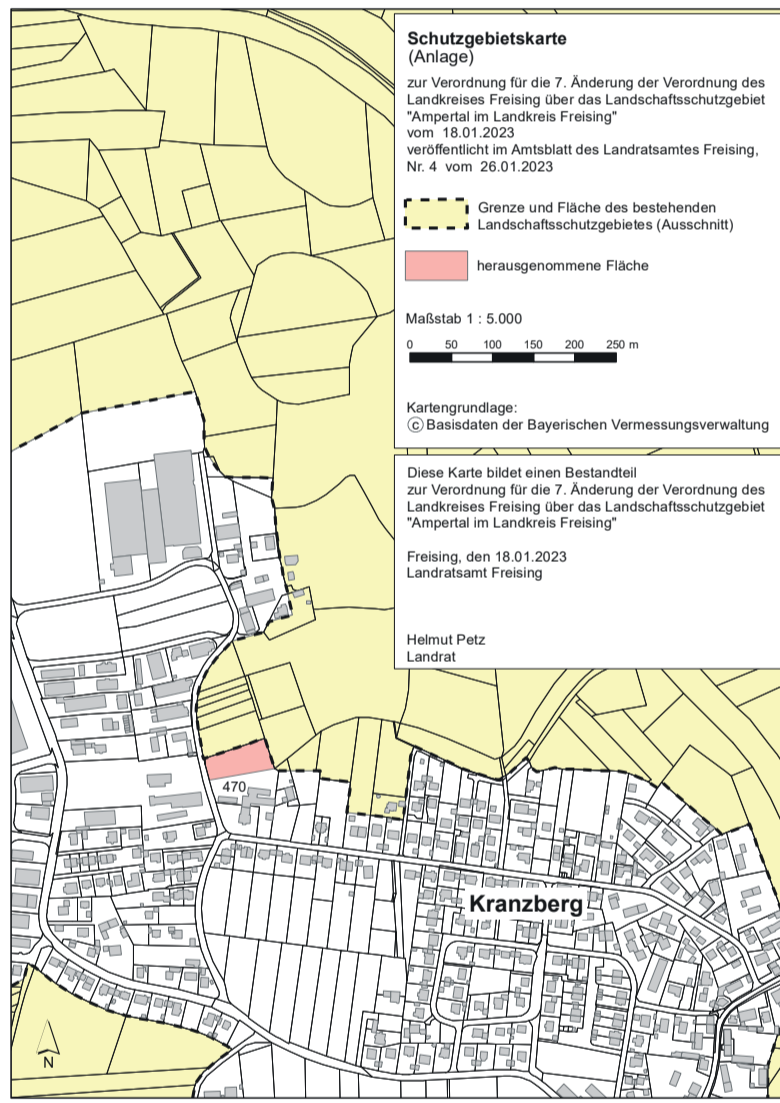 Schutzgebietskarte
(Anlage)
zur Verordnung für die 7. Änderung der Verordnung des
Landkreises Freising über das Landschaftsschutzgebiet
"Ampertal im Landkreis Freising"
vom 18.01.2023
veröffentlicht im Amtsblatt des Landratsamtes Freising,
Nr. 4 vom 26.01.2023
Grenze und Fläche des bestehenden
Landschaftsschutzgebietes (Ausschnitt)
herausgenommene Fläche
Maßstab 1 : 5.000
0 50 100 150 200 250 m
Kartengrundlage:
© Basisdaten der Bayerischen Vermessungsverwaltung
Diese Karte bildet einen Bestandteil
zur Verordnung für die 7. Änderung der Verordnung des
Landkreises Freising über das Landschaftsschutzgebiet
"Ampertal im Landkreis Freising"
Freising, den 18.01.2023
Landratsamt Freising
Helmut Petz
Landrat
470
Kranzberg
N